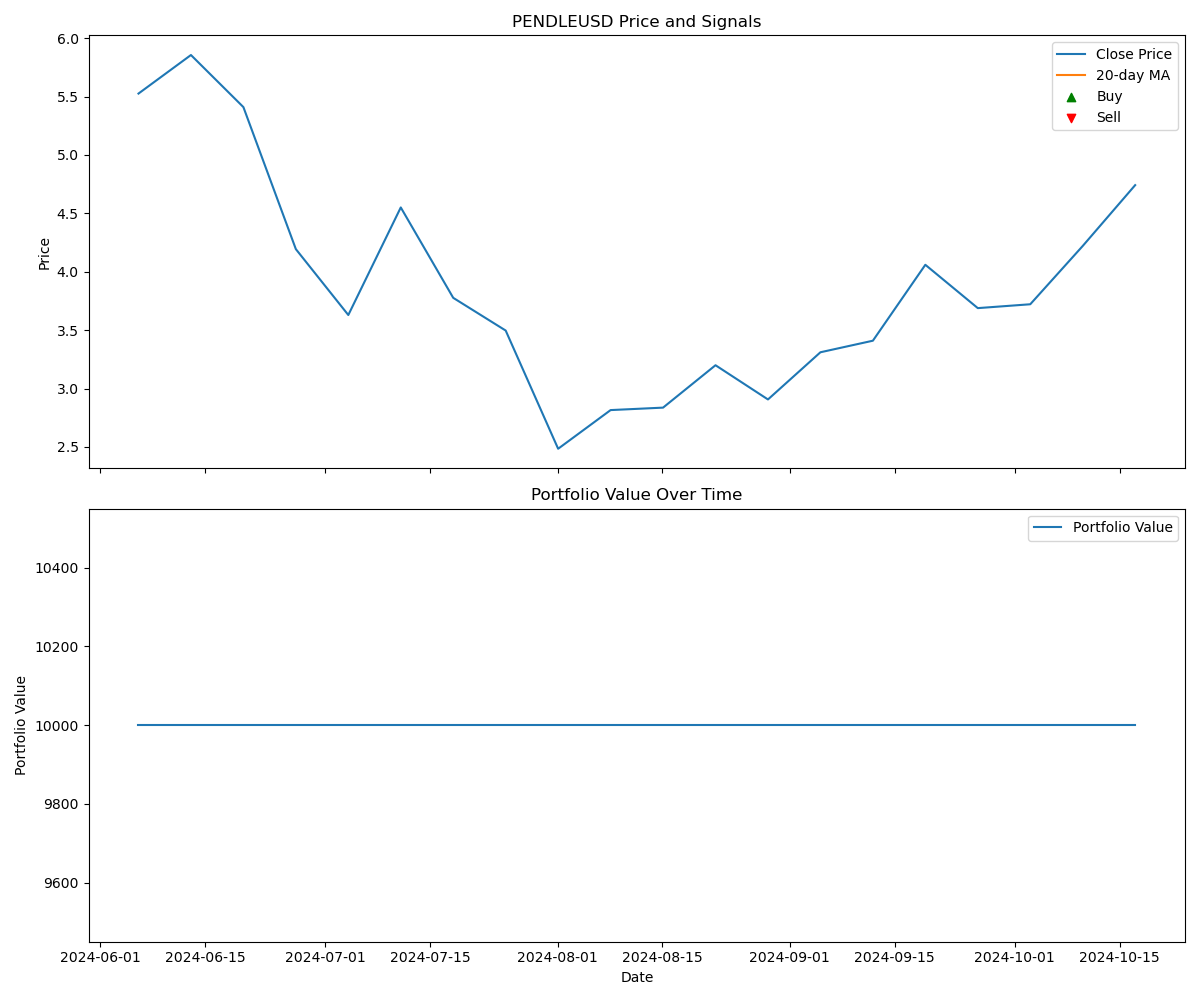 PENDLEUSD Price and Signals
Price
6.0
5.5
5.0
4.5
4.0
3.5
3.0
2.5
Close Price
20-day MA
Buy
Sell
Portfolio Value Over Time
Portfolio Value
10400
10200
10000
9800
9600
Portfolio Value
2024-06-01 2024-06-15 2024-07-01 2024-07-15 2024-08-01 2024-08-15 2024-09-01 2024-09-15 2024-10-01 2024-10-15
Date